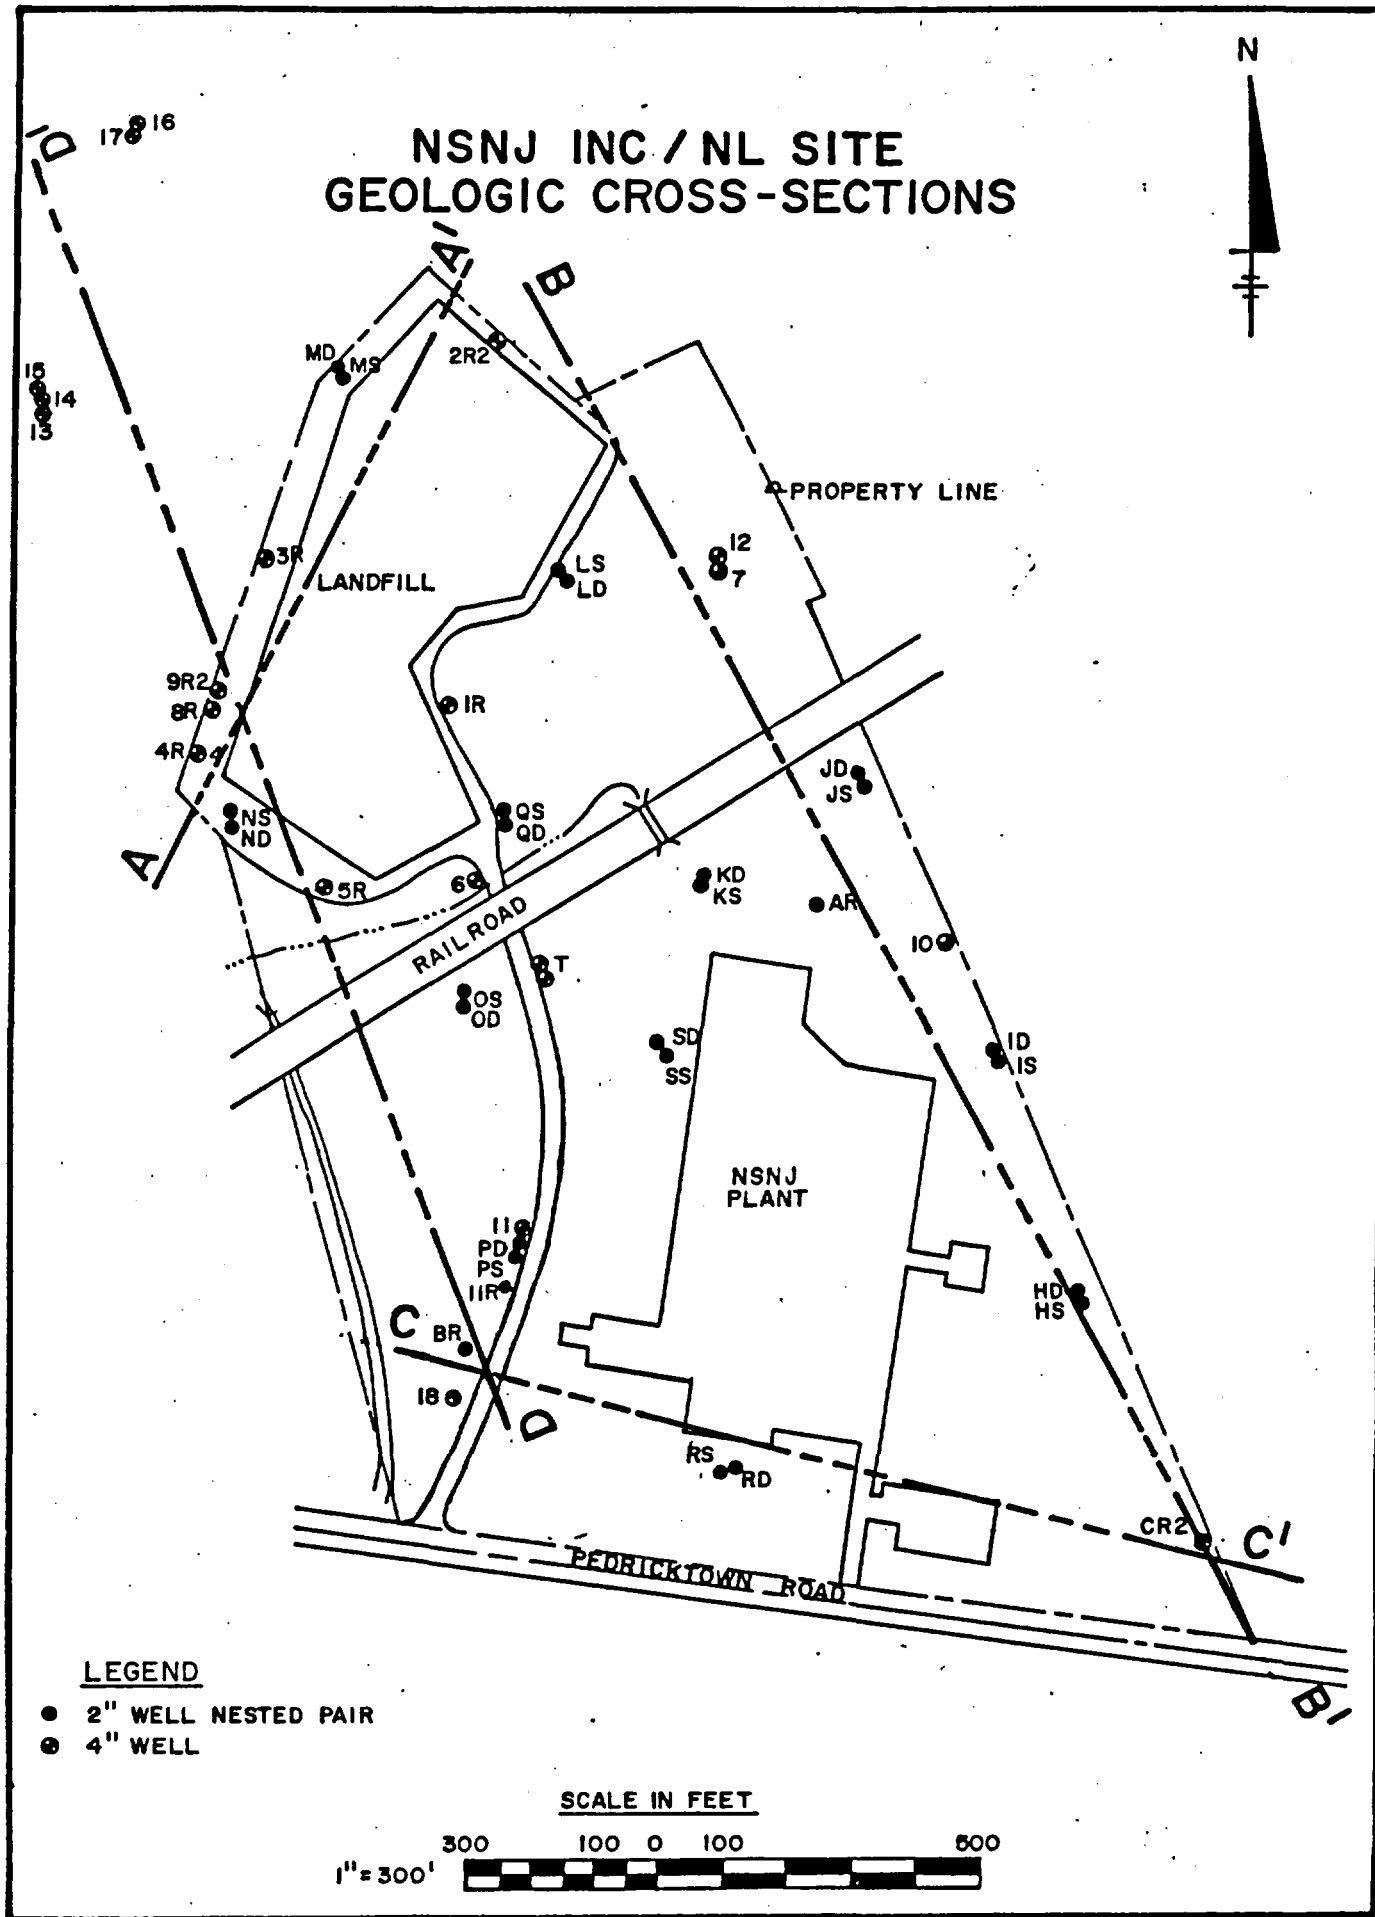 N
NSNJ INC / NL SITE
GEOLOGIC CROSS-SECTIONS
D'
17 16
A'
B
MD MS
2R2
15
14
13
PROPERTY LINE
3R
LANDFILL
LS
LD
12
7
9R2
8R
4R 4
1R
JD
JS
NS
ND
QS
QD
A
5R
6
KD
KS
AR
RAILROAD
10
T
OS
OD
SD
SS
ID
IS
NSNJ
PLANT
11
PD
PS
11R
HD
HS
C
BR
18
D
RS
RD
CR2
C'
PEDRICKTOWN ROAD
B'
LEGEND
2" WELL NESTED PAIR
4" WELL
SCALE IN FEET
300 100 0 100 500
1"=300'